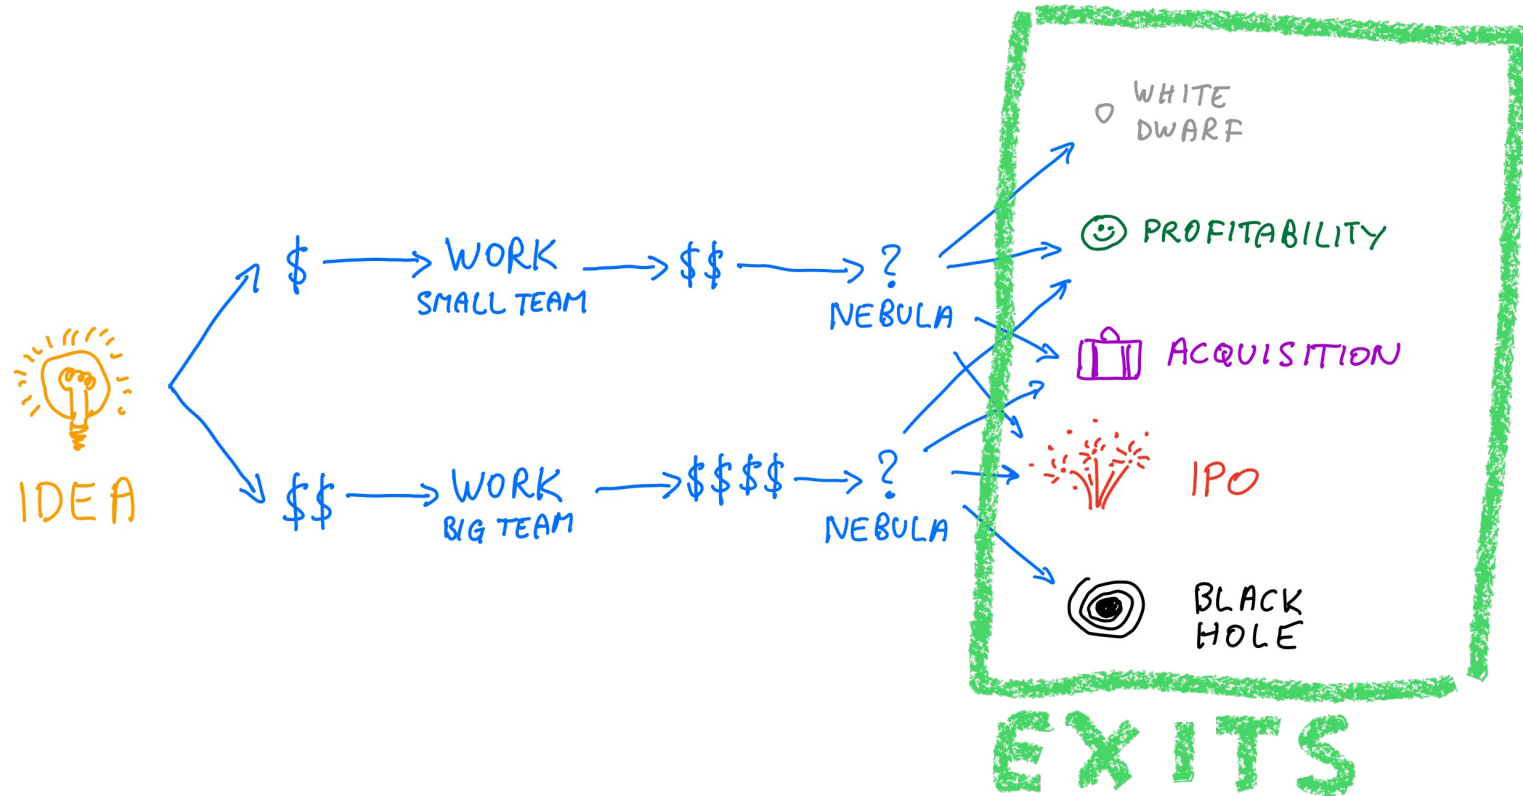 WHITE
DWARF
PROFITABILITY
$
WORK
SMALL TEAM
$$
?
NEBULA
ACQUISITION
IDEA
$$
WORK
BIG TEAM
$$$$
?
NEBULA
IPO
BLACK
HOLE
EXITS